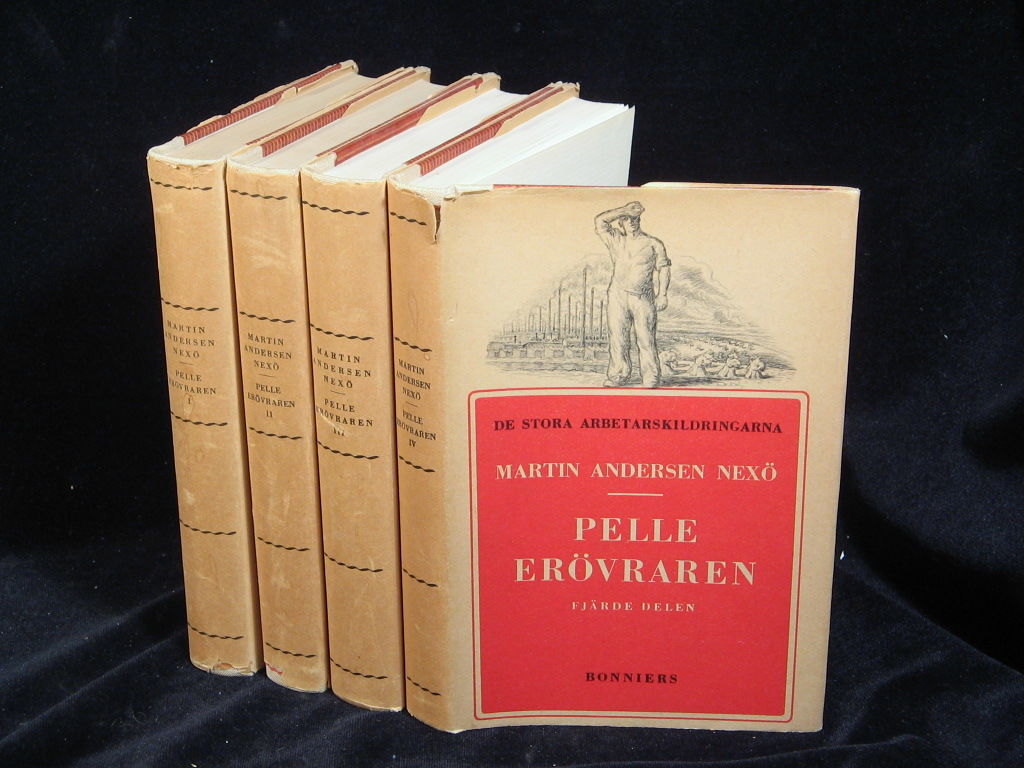 MARTIN
ANDERSEN
NEXÖ
PELLE
ERÖVRAREN
I
MARTIN
ANDERSEN
NEXÖ
PELLE
ERÖVRAREN
II
MARTIN
ANDERSEN
NEXÖ
PELLE
ERÖVRAREN
III
MARTIN
ANDERSEN
NEXÖ
PELLE
ERÖVRAREN
IV
DE STORA ARBETARSKILDRINGARNA
MARTIN ANDERSEN NEXÖ
PELLE
ERÖVRAREN
FJÄRDE DELEN
BONNIERS